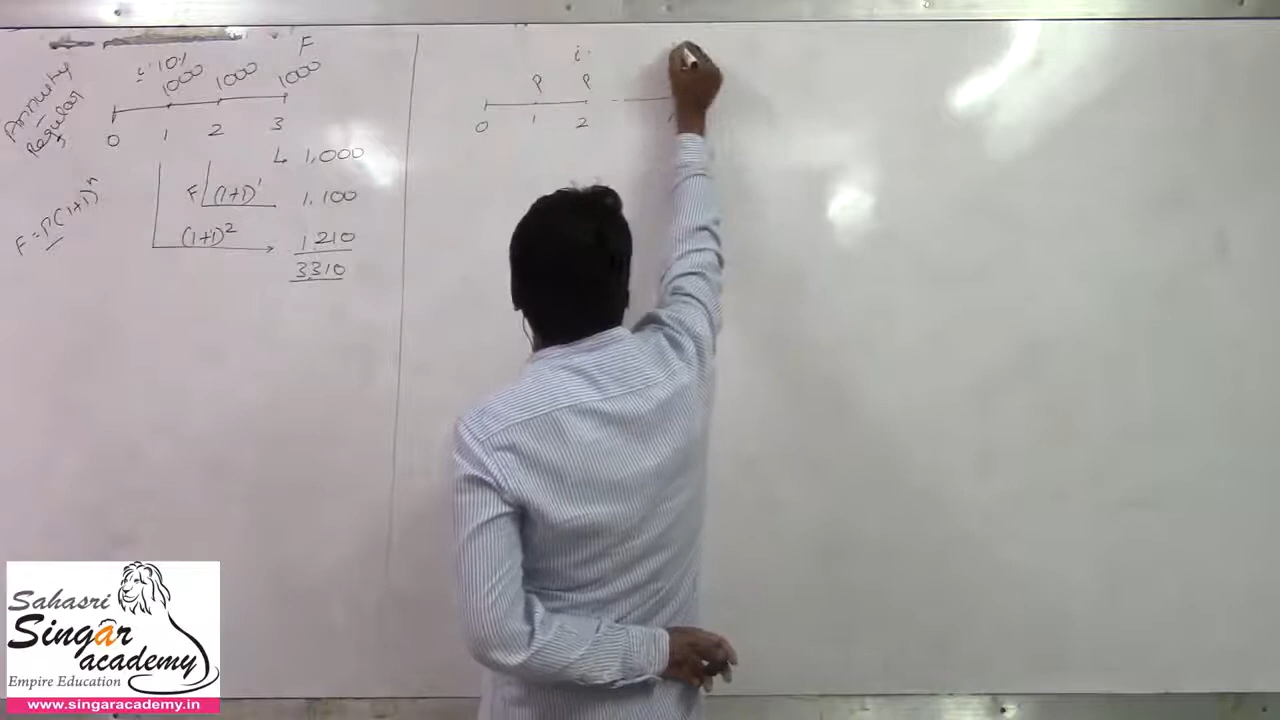 Annuity
Regular
i: 10%
F
1000 1000 1000
0 1 2 3
↳ 1,000
F (1+i)¹ 1,100
(1+i)² 1210
3310
F = P(1+i)ⁿ
i
P P
0 1 2
Sahasri
Singar
academy
Empire Education
www.singaracademy.in